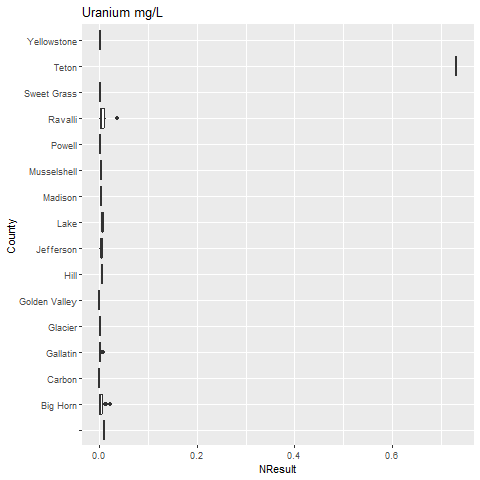 Uranium mg/L
Yellowstone
Teton
Sweet Grass
Ravalli
Powell
Musselshell
Madison
Lake
Jefferson
Hill
Golden Valley
Glacier
Gallatin
Carbon
Big Horn
County
0.0 0.2 0.4 0.6
NResult